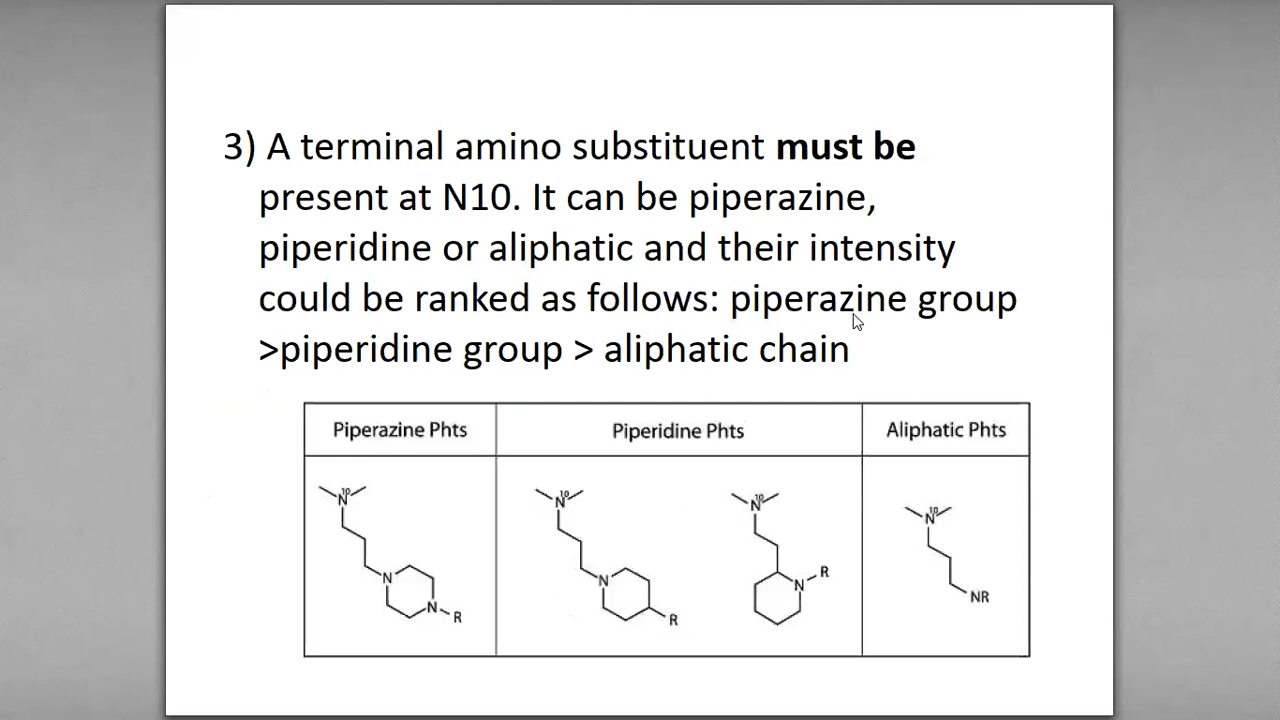 3) A terminal amino substituent must be
present at N10. It can be piperazine,
piperidine or aliphatic and their intensity
could be ranked as follows: piperazine group
>piperidine group > aliphatic chain
Piperazine Phts
Piperidine Phts
Aliphatic Phts
N10
N
N
R
N10
N
R
N10
N
R
N10
NR